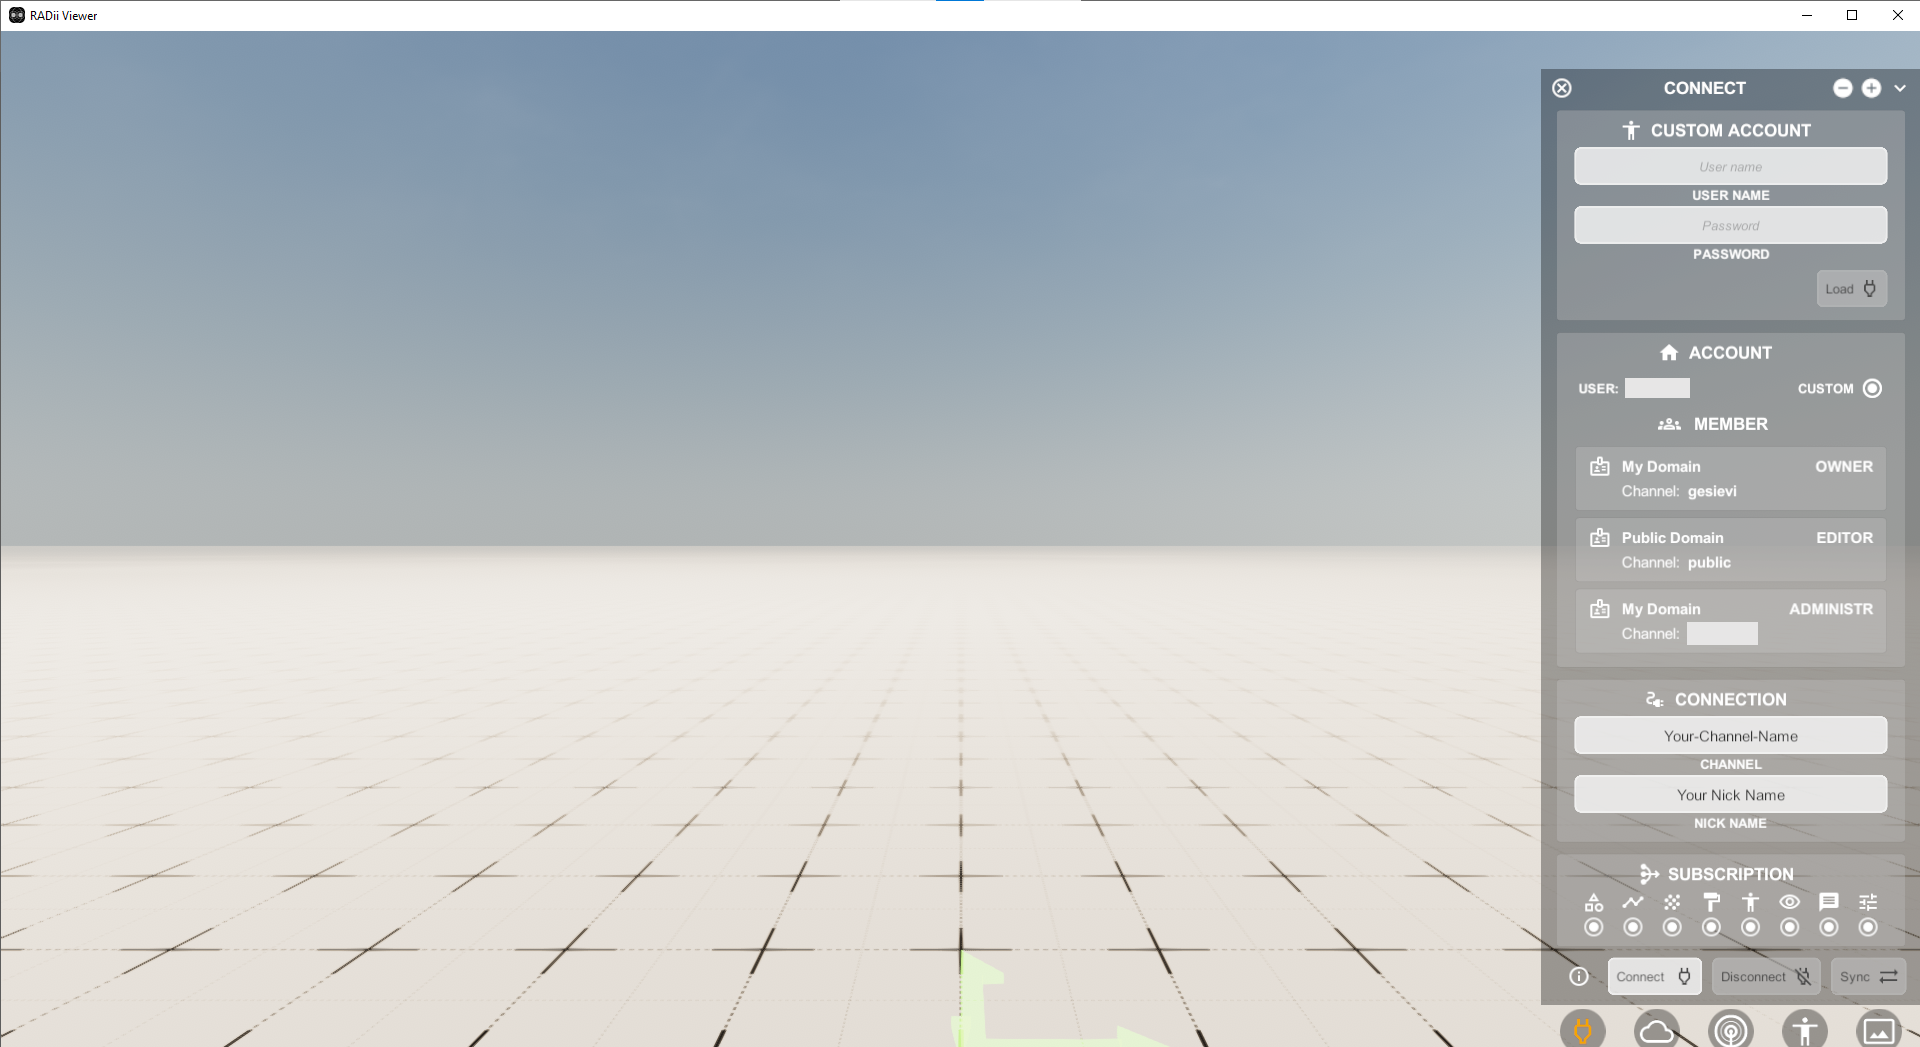 RADii Viewer
CONNECT
CUSTOM ACCOUNT
User name
USER NAME
Password
PASSWORD
Load
ACCOUNT
USER:
CUSTOM
MEMBER
My Domain OWNER
Channel: gesievi
Public Domain EDITOR
Channel: public
My Domain ADMINISTR
Channel:
CONNECTION
Your-Channel-Name
CHANNEL
Your Nick Name
NICK NAME
SUBSCRIPTION
Connect Disconnect Sync